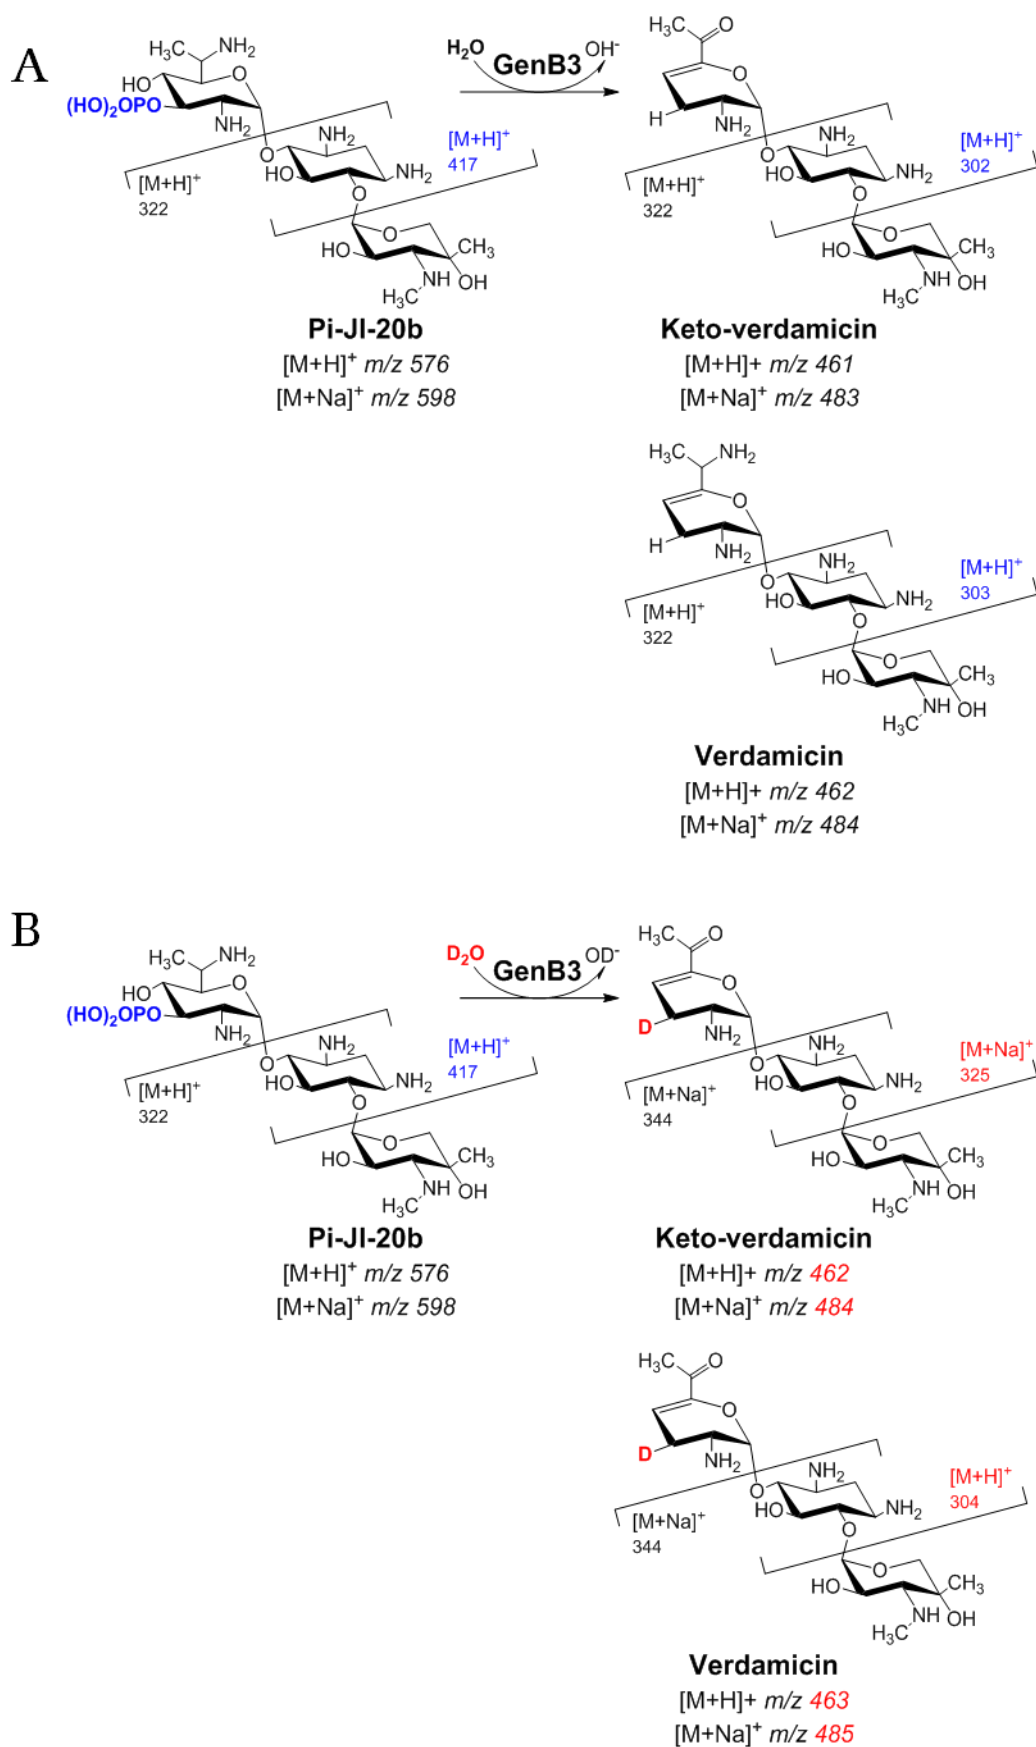 A
H₂O
GenB3
OH⁻
CH₃
NH₂
HO
O
(HO)₂OPO
NH₂
O
NH₂
HO
NH₂
O
[M+H]⁺
417
[M+H]⁺
322
O
HO
CH₃
NH
OH
H₃C
Pi-JI-20b
[M+H]⁺ m/z 576
[M+Na]⁺ m/z 598
H₃C
O
O
H
NH₂
O
NH₂
HO
NH₂
O
[M+H]⁺
302
[M+H]⁺
322
O
HO
CH₃
NH
OH
H₃C
Keto-verdamicin
[M+H]+ m/z 461
[M+Na]⁺ m/z 483
H₃C
NH₂
O
H
NH₂
O
NH₂
HO
NH₂
O
[M+H]⁺
303
[M+H]⁺
322
O
HO
CH₃
NH
OH
H₃C
Verdamicin
[M+H]+ m/z 462
[M+Na]⁺ m/z 484
B
D₂O
GenB3
OD⁻
H₃C
NH₂
HO
O
(HO)₂OPO
NH₂
O
NH₂
HO
NH₂
O
[M+H]⁺
417
[M+H]⁺
322
O
HO
CH₃
NH
OH
H₃C
Pi-JI-20b
[M+H]⁺ m/z 576
[M+Na]⁺ m/z 598
H₃C
O
O
D
NH₂
O
NH₂
HO
NH₂
O
[M+Na]⁺
325
[M+Na]⁺
344
O
HO
CH₃
NH
OH
H₃C
Keto-verdamicin
[M+H]+ m/z 462
[M+Na]⁺ m/z 484
H₃C
O
O
D
NH₂
O
NH₂
HO
NH₂
O
[M+H]⁺
304
[M+Na]⁺
344
O
HO
CH₃
NH
OH
H₃C
Verdamicin
[M+H]+ m/z 463
[M+Na]⁺ m/z 485